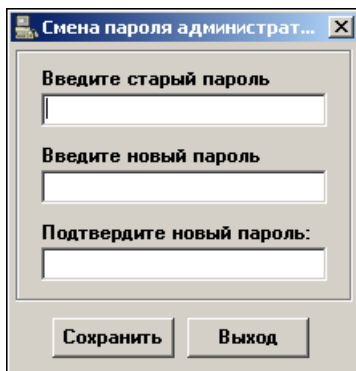 Смена пароля администрат...
Введите старый пароль
Введите новый пароль
Подтвердите новый пароль:
Сохранить Выход